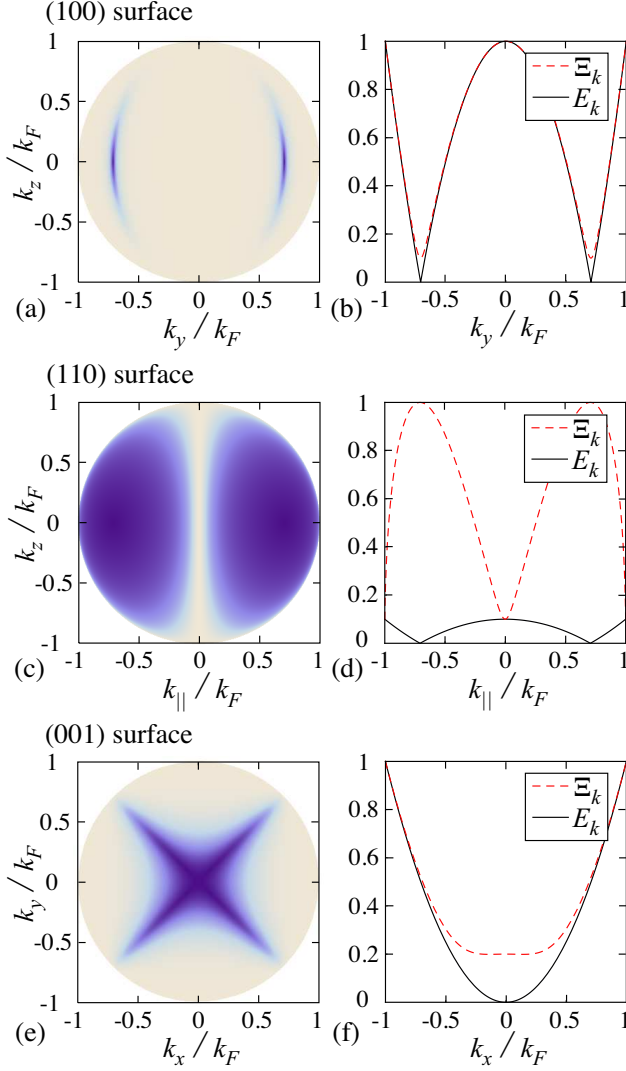 (100) surface
1
0.5
0
-0.5
-1
k_z / k_F
-1 -0.5 0 0.5 1
(a)
k_y / k_F
1
0.8
0.6
0.4
0.2
0
Ξ_k
E_k
-1 -0.5 0 0.5 1
(b)
k_y / k_F
(110) surface
1
0.5
0
-0.5
-1
k_z / k_F
-1 -0.5 0 0.5 1
(c)
k_|| / k_F
1
0.8
0.6
0.4
0.2
0
Ξ_k
E_k
-1 -0.5 0 0.5 1
(d)
k_|| / k_F
(001) surface
1
0.5
0
-0.5
-1
k_y / k_F
-1 -0.5 0 0.5 1
(e)
k_x / k_F
1
0.8
0.6
0.4
0.2
0
Ξ_k
E_k
-1 -0.5 0 0.5 1
(f)
k_x / k_F